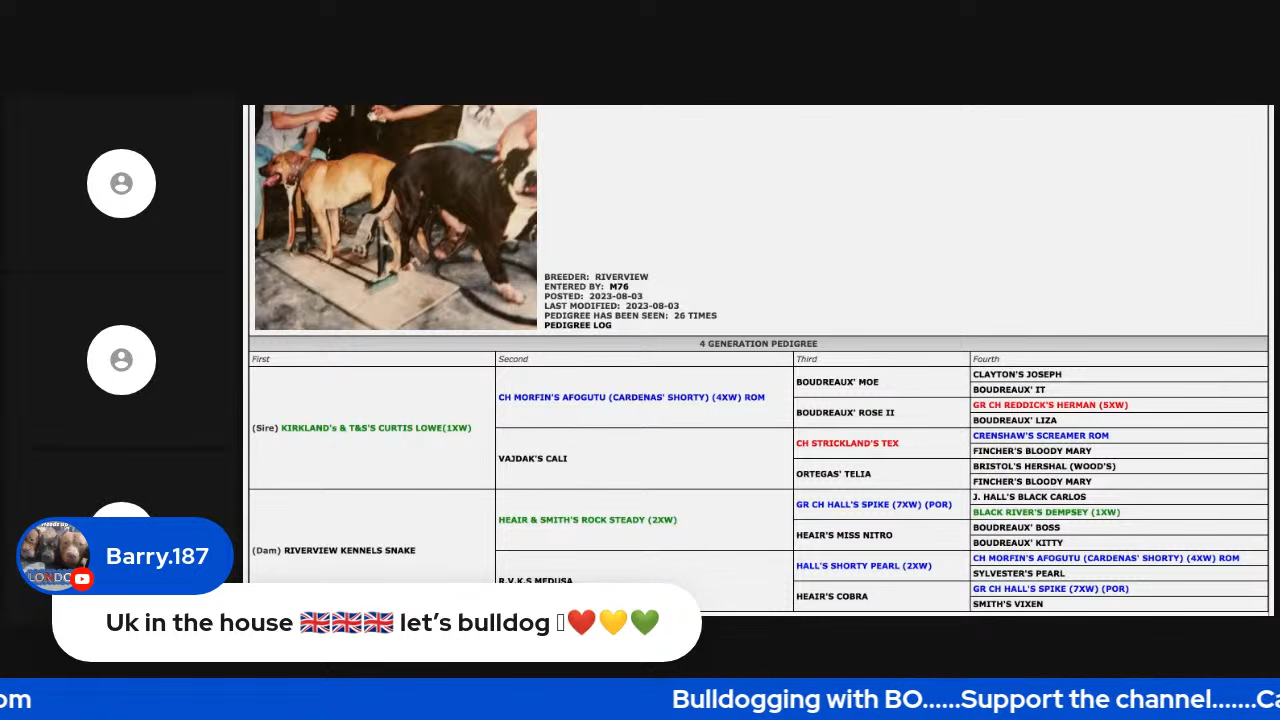 BREEDER: RIVERVIEW
ENTERED BY: M76
POSTED: 2023-08-03
LAST MODIFIED: 2023-08-03
PEDIGREE HAS BEEN SEEN: 26 TIMES
PEDIGREE LOG
4 GENERATION PEDIGREE
First Second Third Fourth
(Sire) KIRKLAND's & T&S'S CURTIS LOWE(1XW)
(Dam) RIVERVIEW KENNELS SNAKE
CH MORFIN'S AFOGUTU (CARDENAS' SHORTY) (4XW) ROM
VAJDAK'S CALI
HEAIR & SMITH'S ROCK STEADY (2XW)
R.V.K.S MEDUSA
BOUDREAUX' MOE
BOUDREAUX' ROSE II
CH STRICKLAND'S TEX
ORTEGAS' TELIA
GR CH HALL'S SPIKE (7XW) (POR)
HEAIR'S MISS NITRO
HALL'S SHORTY PEARL (2XW)
HEAIR'S COBRA
CLAYTON'S JOSEPH
BOUDREAUX' IT
GR CH REDDICK'S HERMAN (5XW)
BOUDREAUX' LIZA
CRENSHAW'S SCREAMER ROM
FINCHER'S BLOODY MARY
BRISTOL'S HERSHAL (WOOD'S)
FINCHER'S BLOODY MARY
J. HALL'S BLACK CARLOS
BLACK RIVER'S DEMPSEY (1XW)
BOUDREAUX' BOSS
BOUDREAUX' KITTY
CH MORFIN'S AFOGUTU (CARDENAS' SHORTY) (4XW) ROM
SYLVESTER'S PEARL
GR CH HALL'S SPIKE (7XW) (POR)
SMITH'S VIXEN
Barry.187
Uk in the house 🇬🇧🇬🇧🇬🇧 let's bulldog ❤️💛💚
om Bulldogging with BO......Support the channel.......Ca